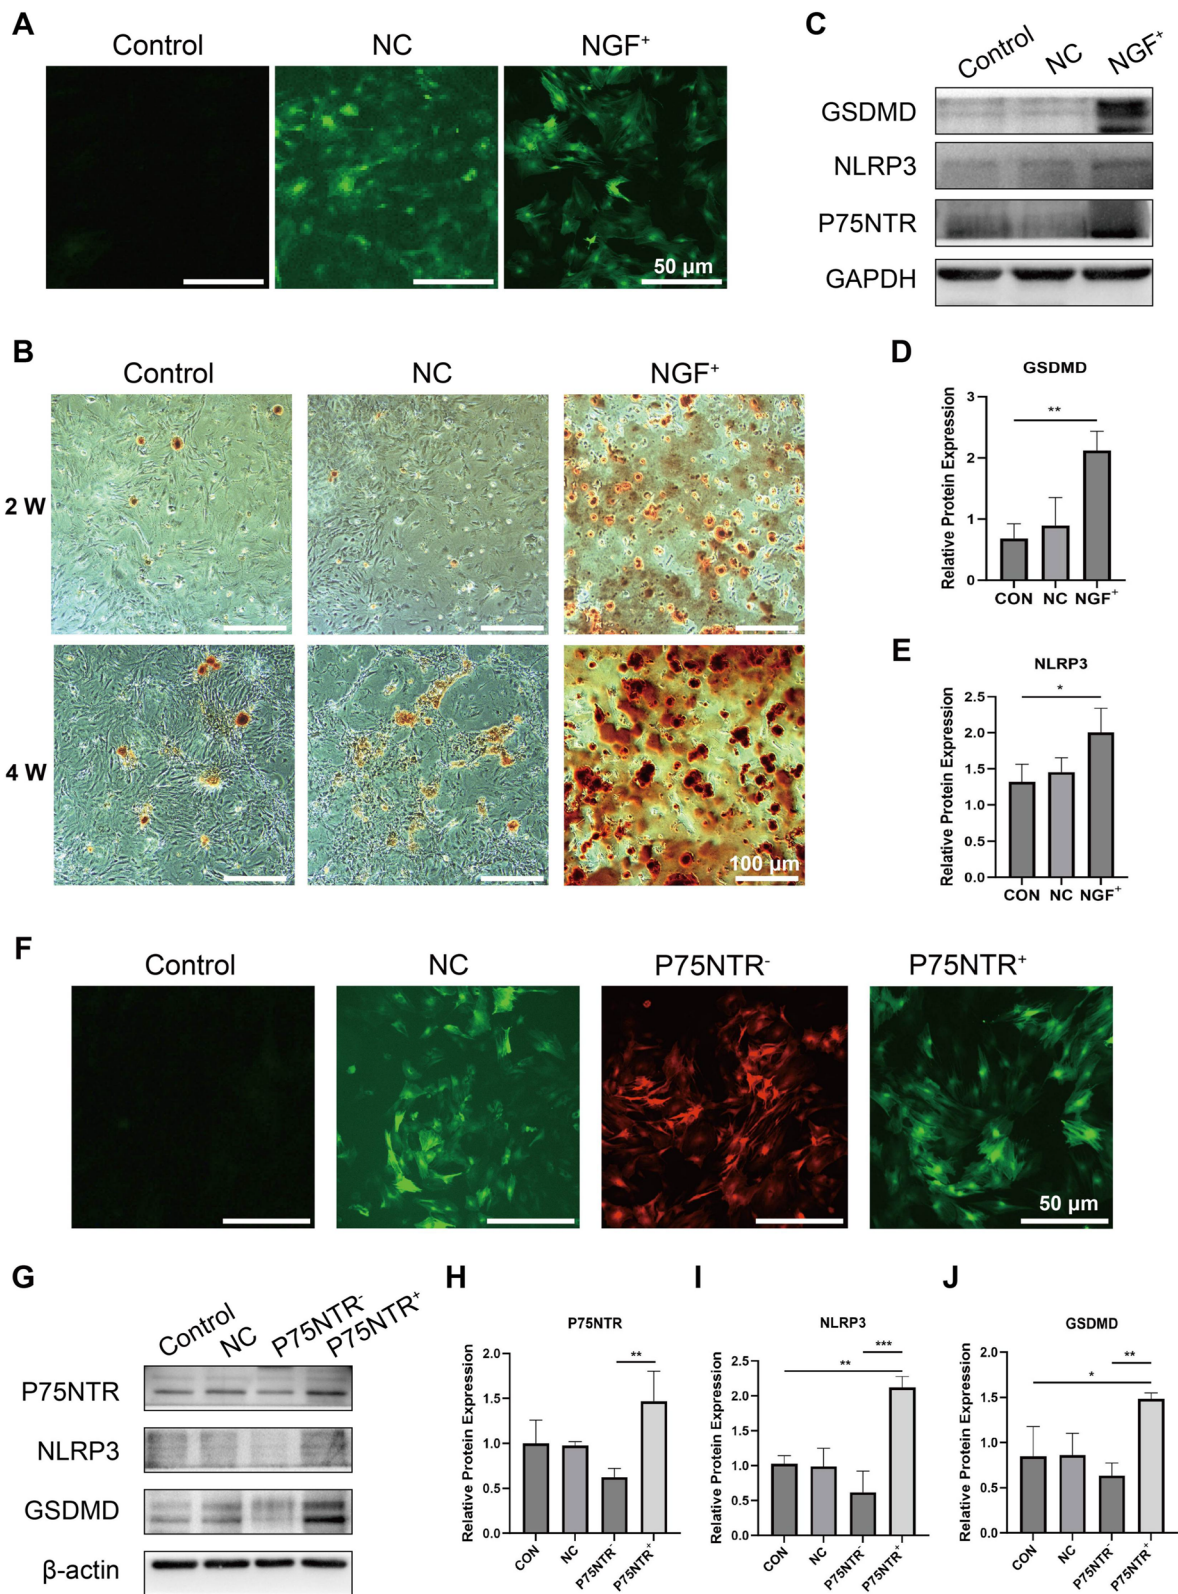 A
Control
NC
NGF⁺
50 μm
B
Control
NC
NGF⁺
2 W
4 W
100 μm
C
Control
NC
NGF⁺
GSDMD
NLRP3
P75NTR
GAPDH
D
GSDMD
Relative Protein Expression
3
2
1
0
**
CON NC NGF⁺
E
NLRP3
Relative Protein Expression
2.5
2.0
1.5
1.0
0.5
0.0
*
CON NC NGF⁺
F
Control
NC
P75NTR⁻
P75NTR⁺
50 μm
G
Control
NC
P75NTR⁻
P75NTR⁺
P75NTR
NLRP3
GSDMD
β-actin
H
P75NTR
Relative Protein Expression
2.0
1.5
1.0
0.5
0.0
**
CON
NC
P75NTR⁻
P75NTR⁺
I
NLRP3
Relative Protein Expression
2.5
2.0
1.5
1.0
0.5
0.0
***
**
CON
NC
P75NTR⁻
P75NTR⁺
J
GSDMD
Relative Protein Expression
2.0
1.5
1.0
0.5
0.0
**
*
CON
NC
P75NTR⁻
P75NTR⁺